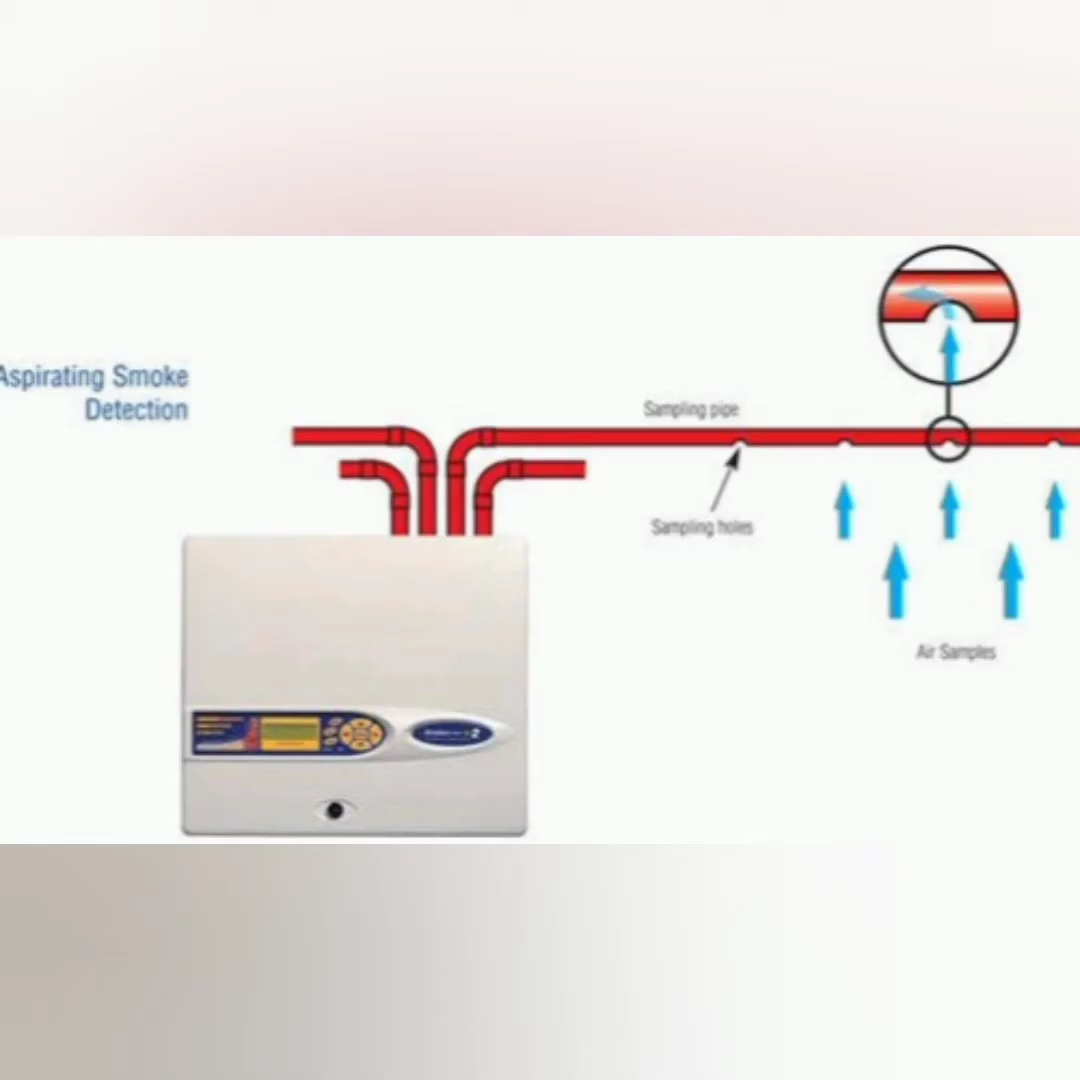 Aspirating Smoke
Detection
Sampling pipe
Sampling holes
Air Samples